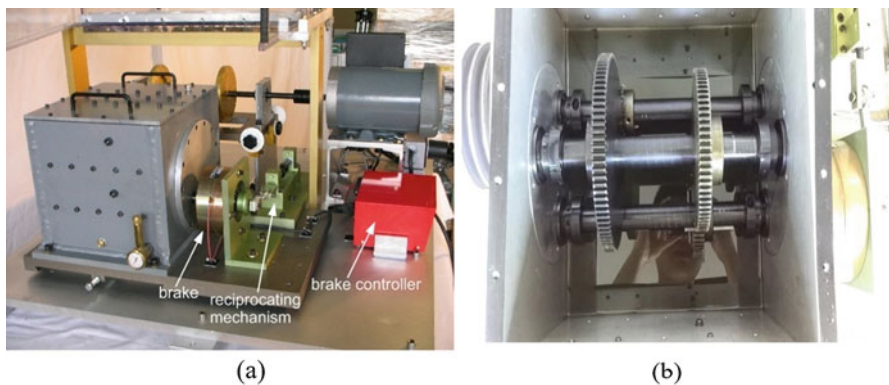 brake
reciprocating
mechanism
brake controller
(a)
(b)